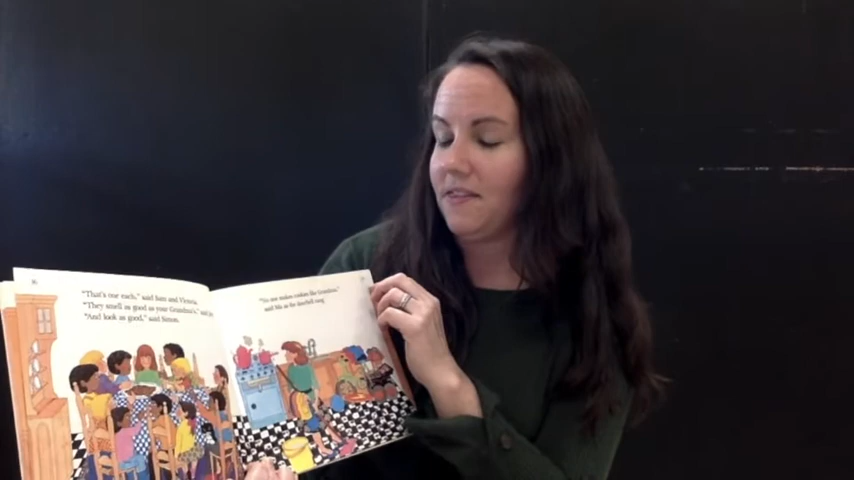 "That's one each," said Sam and Victoria.
"They smell as good as your Grandma's," said
"And look as good," said Simon.
"No one makes cookies like Grandma,"
said Ma as the doorbell rang.